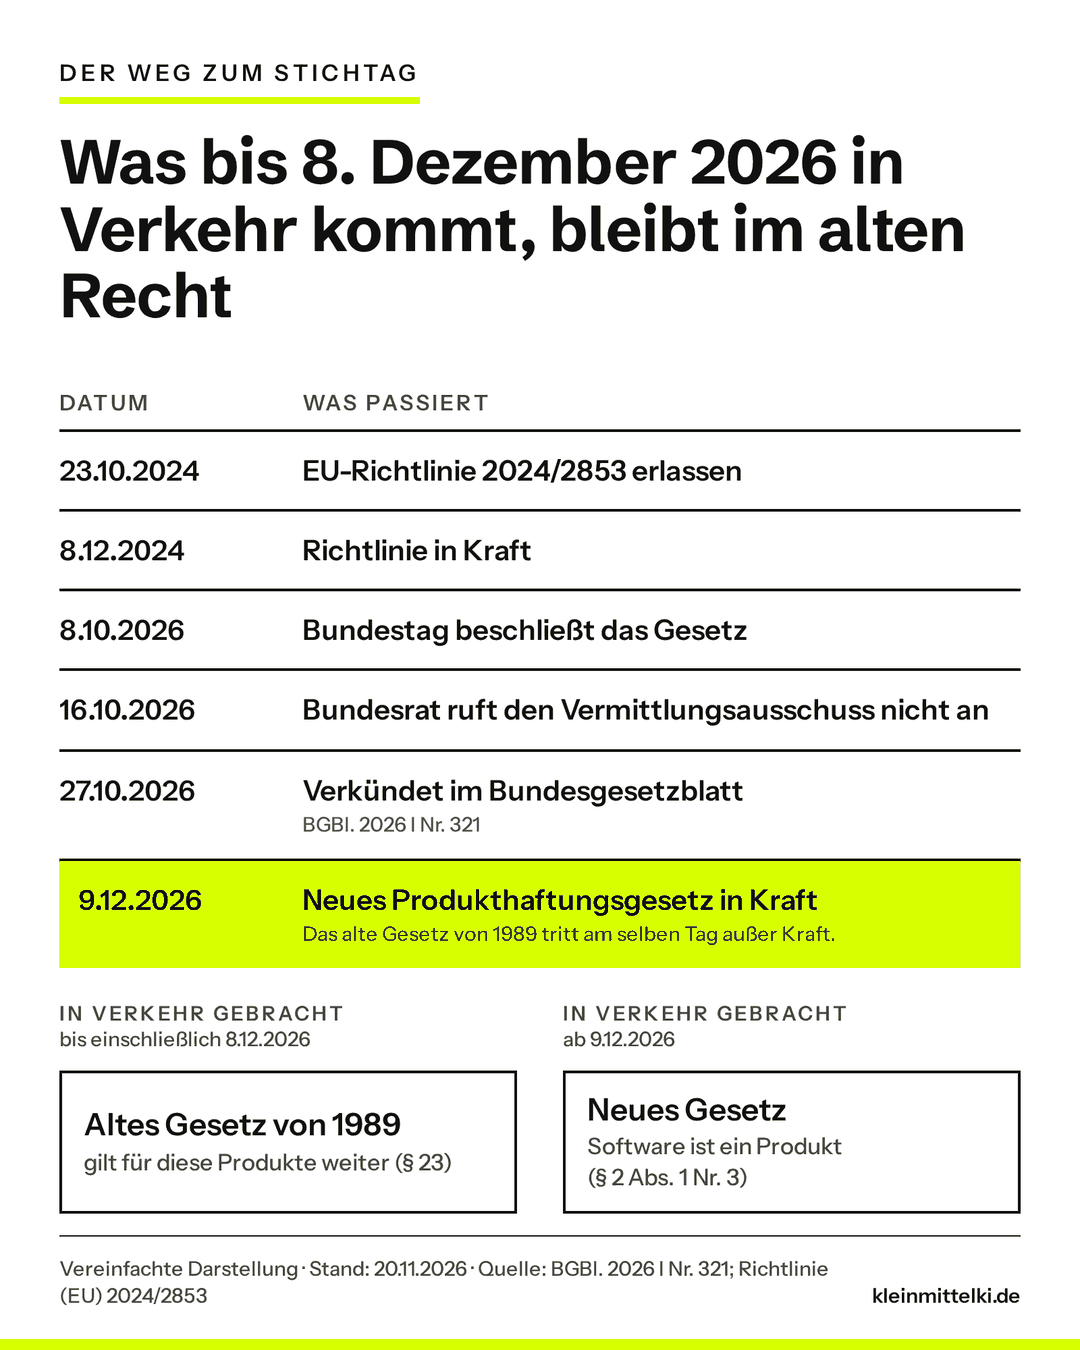 DER WEG ZUM STICHTAG
Was bis 8. Dezember 2026 in
Verkehr kommt, bleibt im alten
Recht
DATUM WAS PASSIERT
23.10.2024 EU-Richtlinie 2024/2853 erlassen
8.12.2024 Richtlinie in Kraft
8.10.2026 Bundestag beschließt das Gesetz
16.10.2026 Bundesrat ruft den Vermittlungsausschuss nicht an
27.10.2026 Verkündet im Bundesgesetzblatt
BGBl. 2026 I Nr. 321
9.12.2026 Neues Produkthaftungsgesetz in Kraft
Das alte Gesetz von 1989 tritt am selben Tag außer Kraft.
IN VERKEHR GEBRACHT
bis einschließlich 8.12.2026
Altes Gesetz von 1989
gilt für diese Produkte weiter (§ 23)
IN VERKEHR GEBRACHT
ab 9.12.2026
Neues Gesetz
Software ist ein Produkt
(§ 2 Abs. 1 Nr. 3)
Vereinfachte Darstellung · Stand: 20.11.2026 · Quelle: BGBl. 2026 I Nr. 321; Richtlinie
(EU) 2024/2853
kleinmittelki.de